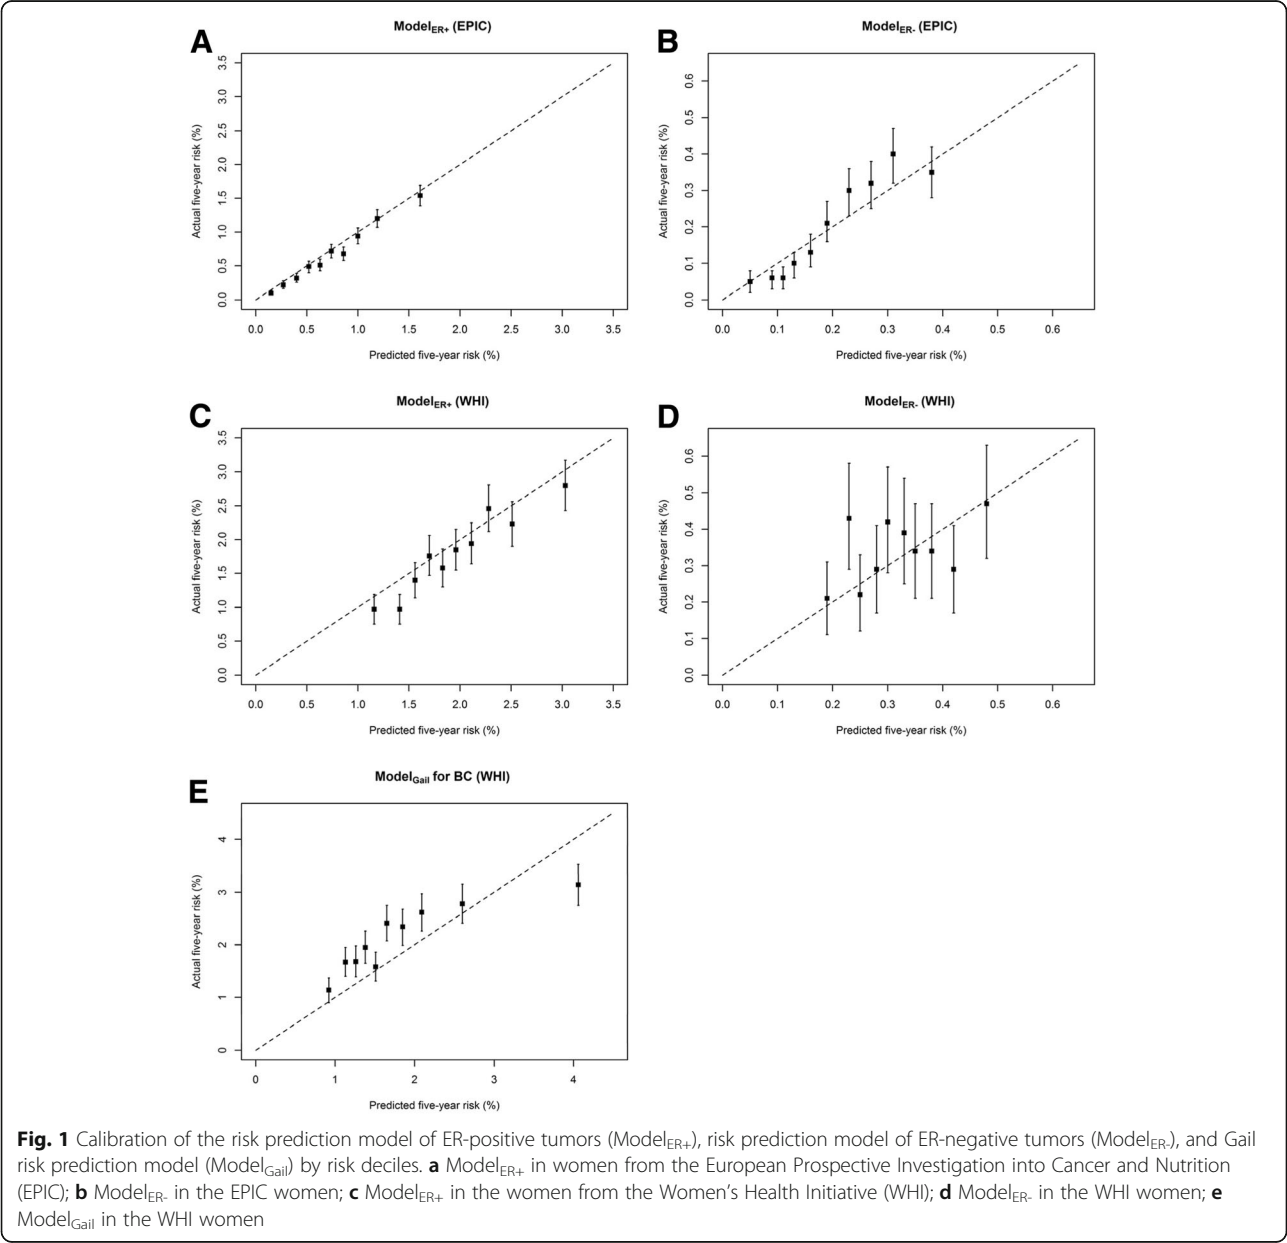 A
Model_ER+ (EPIC)
Actual five-year risk (%)
3.5
3.0
2.5
2.0
1.5
1.0
0.5
0.0
0.0 0.5 1.0 1.5 2.0 2.5 3.0 3.5
Predicted five-year risk (%)
B
Model_ER- (EPIC)
Actual five-year risk (%)
0.6
0.5
0.4
0.3
0.2
0.1
0.0
0.0 0.1 0.2 0.3 0.4 0.5 0.6
Predicted five-year risk (%)
C
Model_ER+ (WHI)
Actual five-year risk (%)
3.5
3.0
2.5
2.0
1.5
1.0
0.5
0.0
0.0 0.5 1.0 1.5 2.0 2.5 3.0 3.5
Predicted five-year risk (%)
D
Model_ER- (WHI)
Actual five-year risk (%)
0.6
0.5
0.4
0.3
0.2
0.1
0.0
0.0 0.1 0.2 0.3 0.4 0.5 0.6
Predicted five-year risk (%)
E
Model_Gail for BC (WHI)
Actual five-year risk (%)
4
3
2
1
0
0 1 2 3 4
Predicted five-year risk (%)
Fig. 1 Calibration of the risk prediction model of ER-positive tumors (Model_ER+), risk prediction model of ER-negative tumors (Model_ER-), and Gail
risk prediction model (Model_Gail) by risk deciles. a Model_ER+ in women from the European Prospective Investigation into Cancer and Nutrition
(EPIC); b Model_ER- in the EPIC women; c Model_ER+ in the women from the Women's Health Initiative (WHI); d Model_ER- in the WHI women; e
Model_Gail in the WHI women